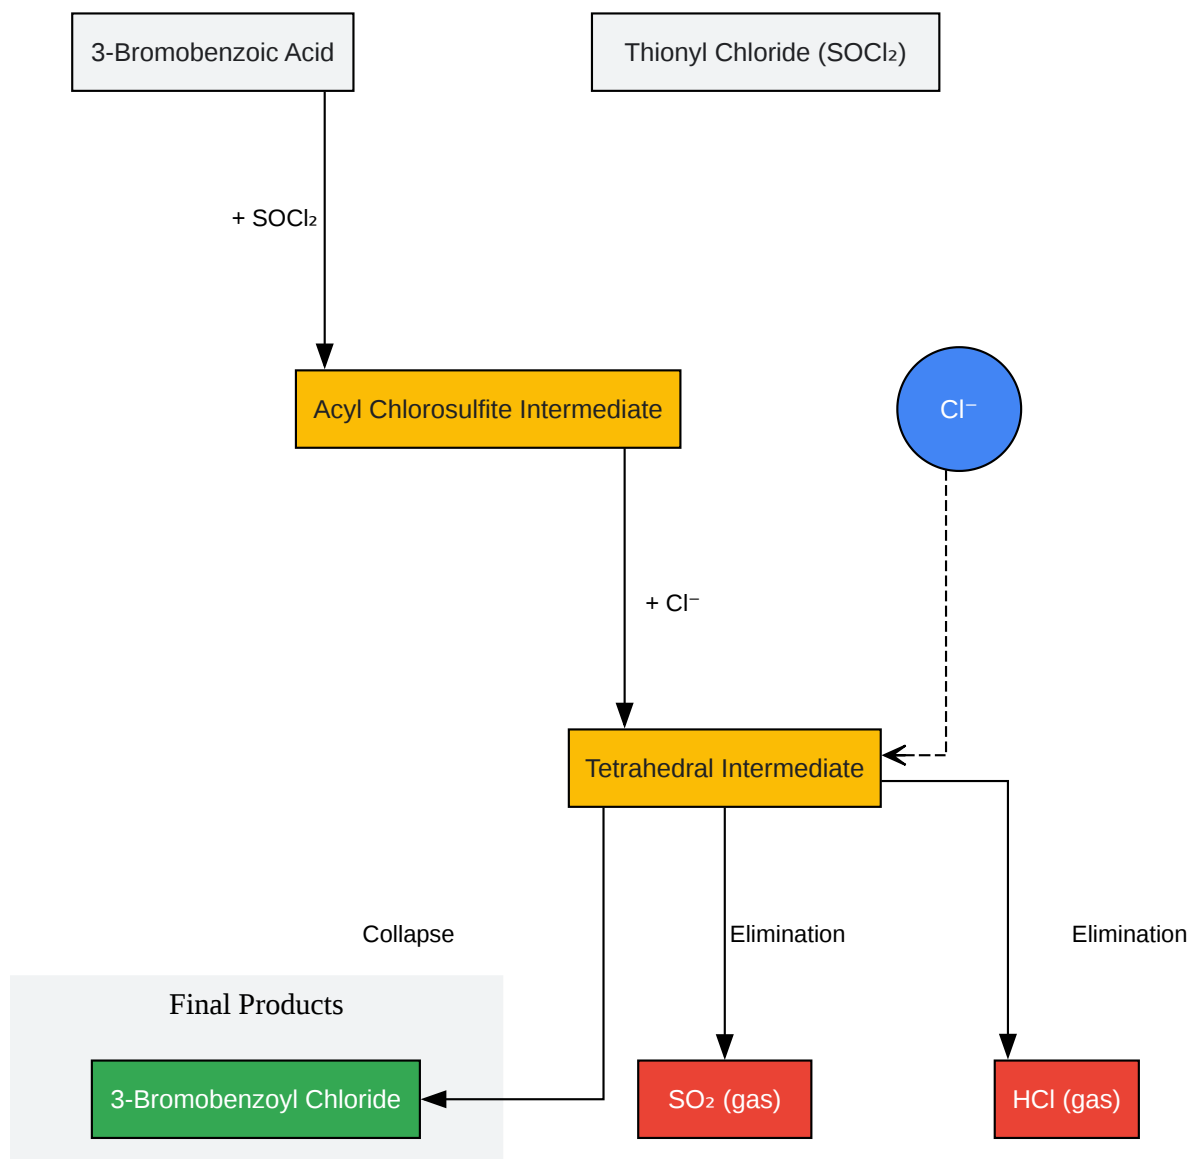 3-Bromobenzoic Acid
Thionyl Chloride (SOCl₂)
+ SOCl₂
Acyl Chlorosulfite Intermediate
Cl⁻
+ Cl⁻
Tetrahedral Intermediate
Collapse
Elimination
Elimination
Final Products
3-Bromobenzoyl Chloride
SO₂ (gas)
HCl (gas)